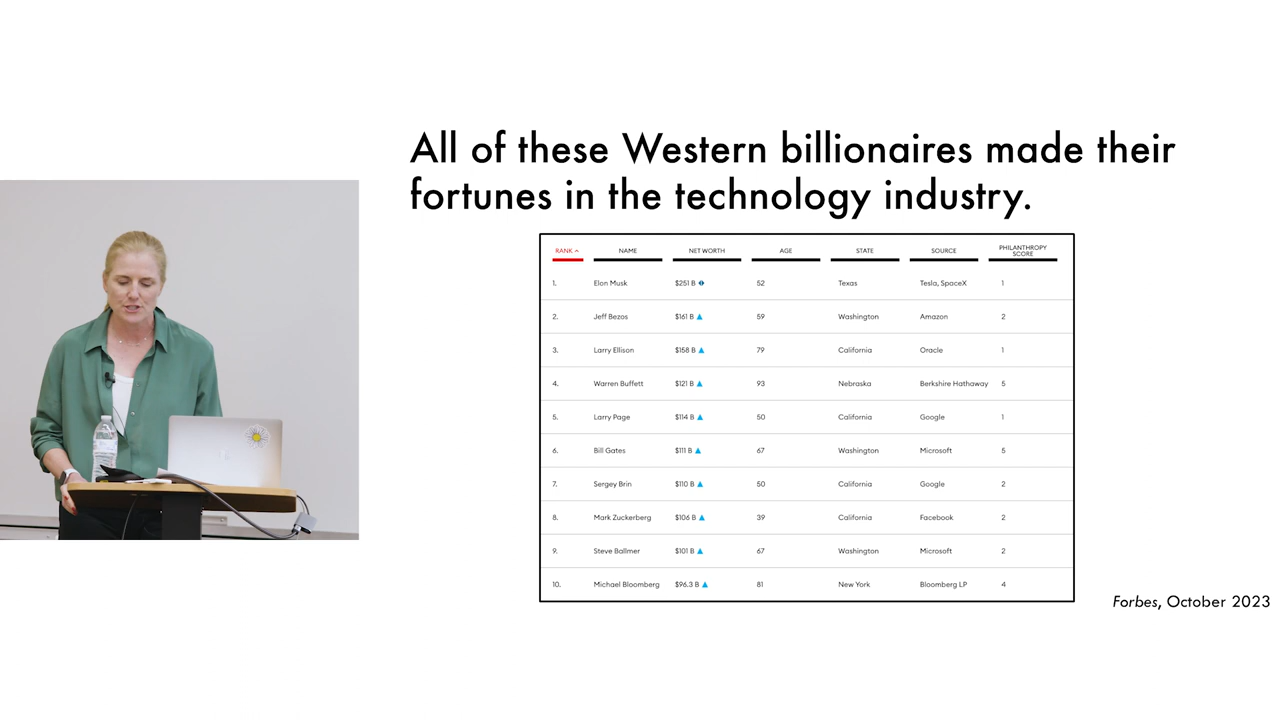 All of these Western billionaires made their
fortunes in the technology industry.
RANK NAME NET WORTH AGE STATE SOURCE PHILANTHROPY SCORE
1. Elon Musk $251 B 52 Texas Tesla, SpaceX 1
2. Jeff Bezos $161 B 59 Washington Amazon 2
3. Larry Ellison $158 B 79 California Oracle 1
4. Warren Buffett $121 B 93 Nebraska Berkshire Hathaway 5
5. Larry Page $114 B 50 California Google 1
6. Bill Gates $111 B 67 Washington Microsoft 5
7. Sergey Brin $110 B 50 California Google 2
8. Mark Zuckerberg $106 B 39 California Facebook 2
9. Steve Ballmer $101 B 67 Washington Microsoft 2
10. Michael Bloomberg $96.3 B 81 New York Bloomberg LP 4
Forbes, October 2023